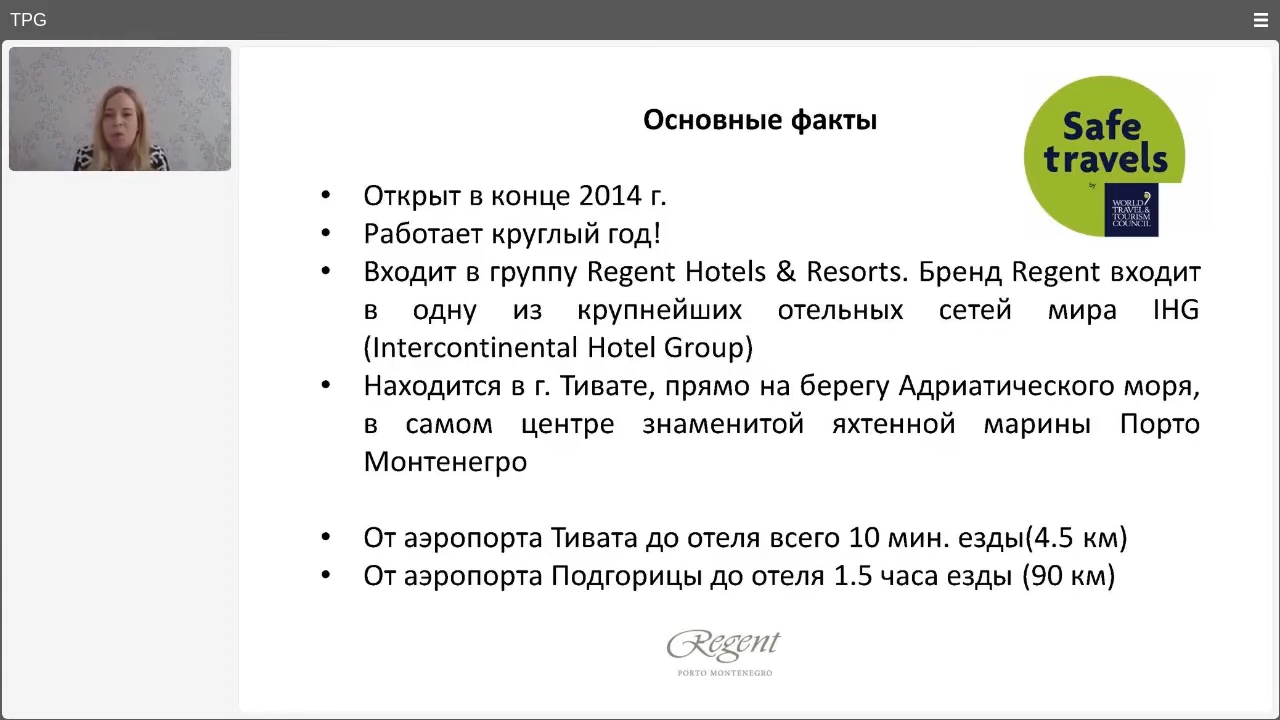 TPG
Основные факты
Safe
travels
by
WORLD
TRAVEL&
TOURISM
COUNCIL
• Открыт в конце 2014 г.
• Работает круглый год!
• Входит в группу Regent Hotels & Resorts. Бренд Regent входит
в одну из крупнейших отельных сетей мира IHG
(Intercontinental Hotel Group)
• Находится в г. Тивате, прямо на берегу Адриатического моря,
в самом центре знаменитой яхтенной марины Порто
Монтенегро
• От аэропорта Тивата до отеля всего 10 мин. езды(4.5 км)
• От аэропорта Подгорицы до отеля 1.5 часа езды (90 км)
Regent
PORTO MONTENEGRO